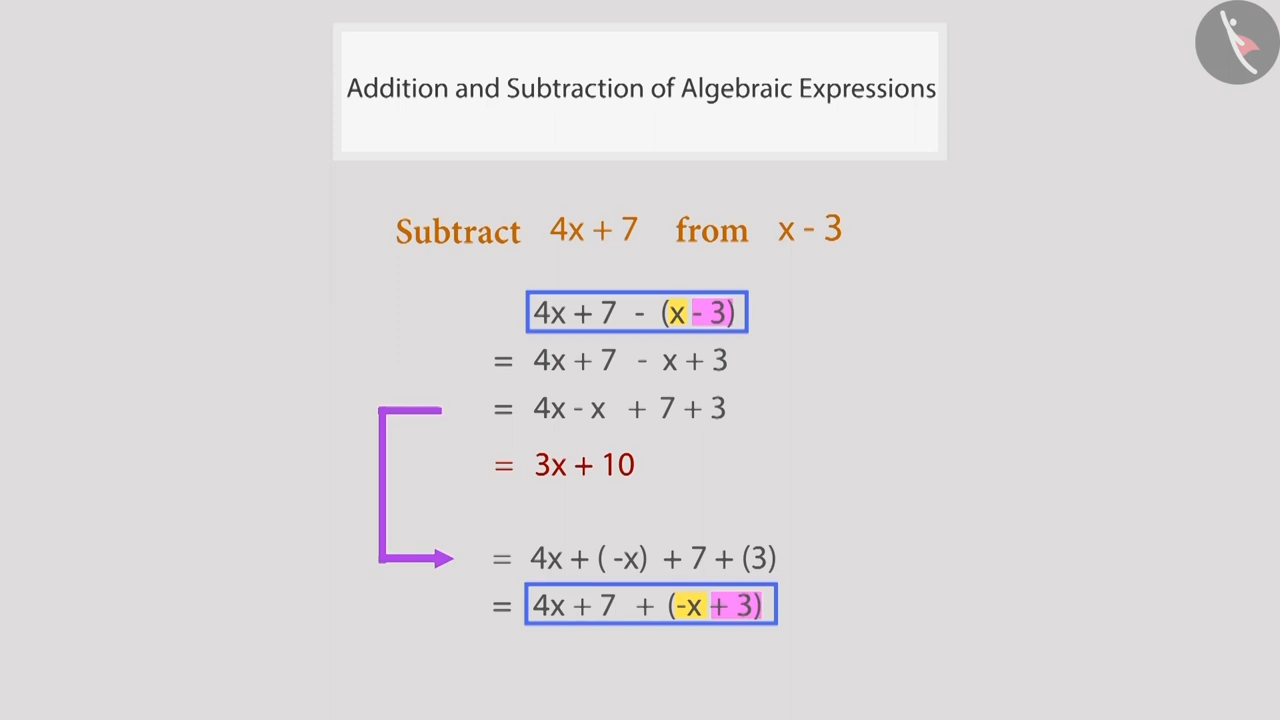 Addition and Subtraction of Algebraic Expressions
Subtract 4x + 7 from x - 3
4x + 7 - (x - 3)
= 4x + 7 - x + 3
= 4x - x + 7 + 3
= 3x + 10
= 4x + ( -x) + 7 + (3)
= 4x + 7 + (-x + 3)